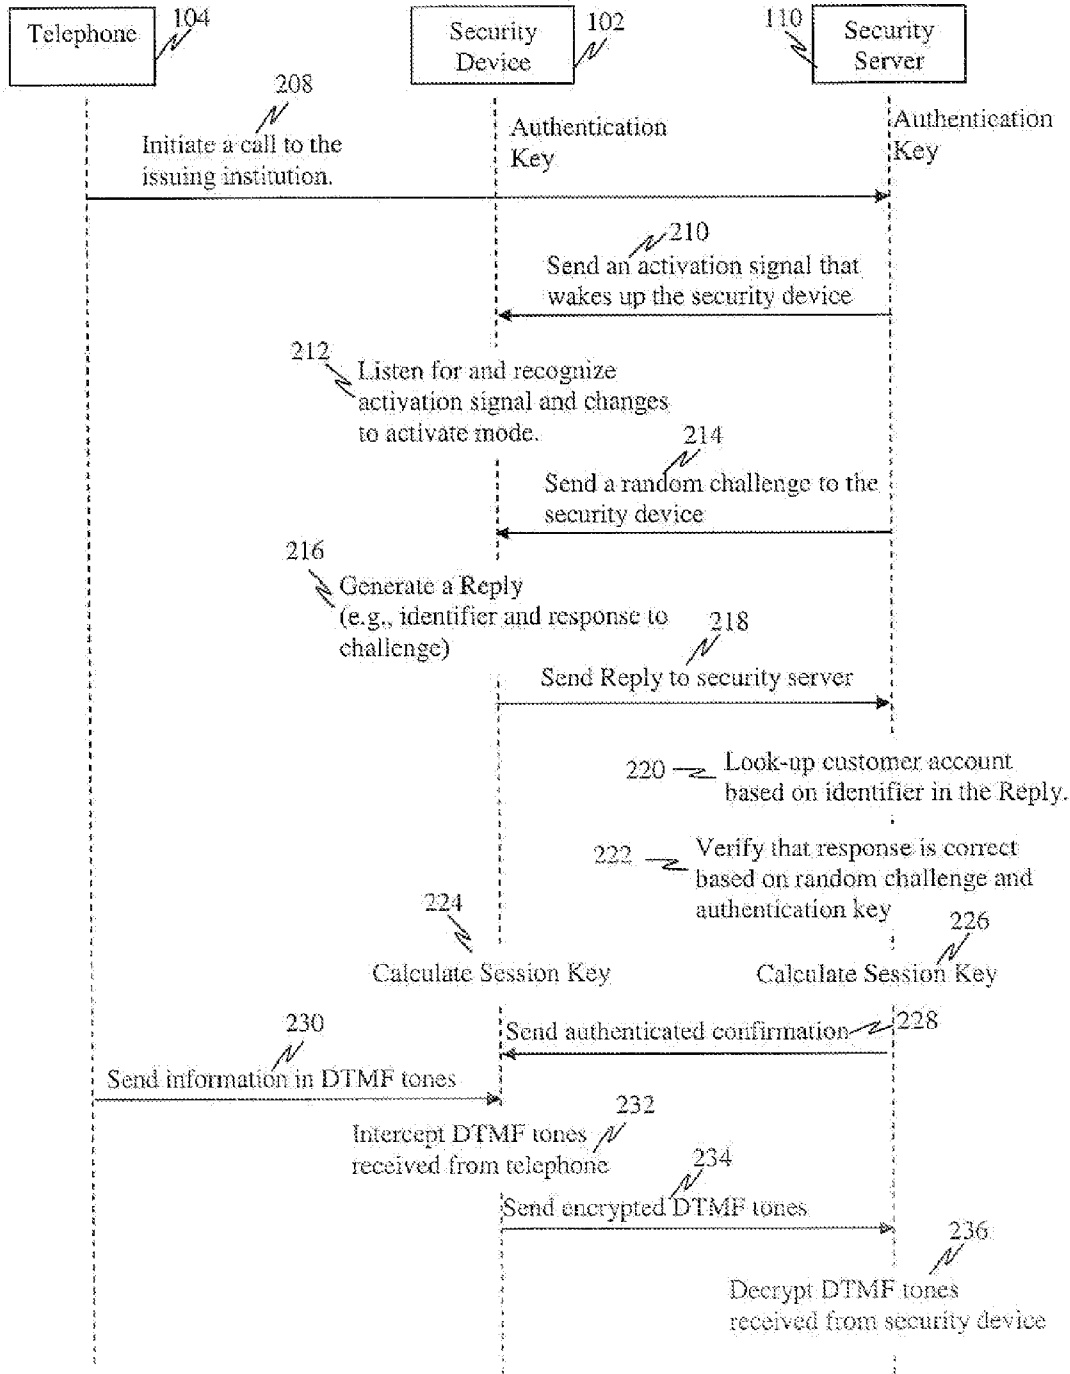 Telephone
104
Security
Device
102
110
Security
Server
208
Initiate a call to the
issuing institution.
Authentication
Key
Authentication
Key
210
Send an activation signal that
wakes up the security device
212
Listen for and recognize
activation signal and changes
to activate mode.
214
Send a random challenge to the
security device
216
Generate a Reply
(e.g., identifier and response to
challenge)
218
Send Reply to security server
220
Look-up customer account
based on identifier in the Reply.
222
Verify that response is correct
based on random challenge and
authentication key
224
Calculate Session Key
226
Calculate Session Key
228
Send authenticated confirmation
230
Send information in DTMF tones
232
Intercept DTMF tones
received from telephone
234
Send encrypted DTMF tones
236
Decrypt DTMF tones
received from security device